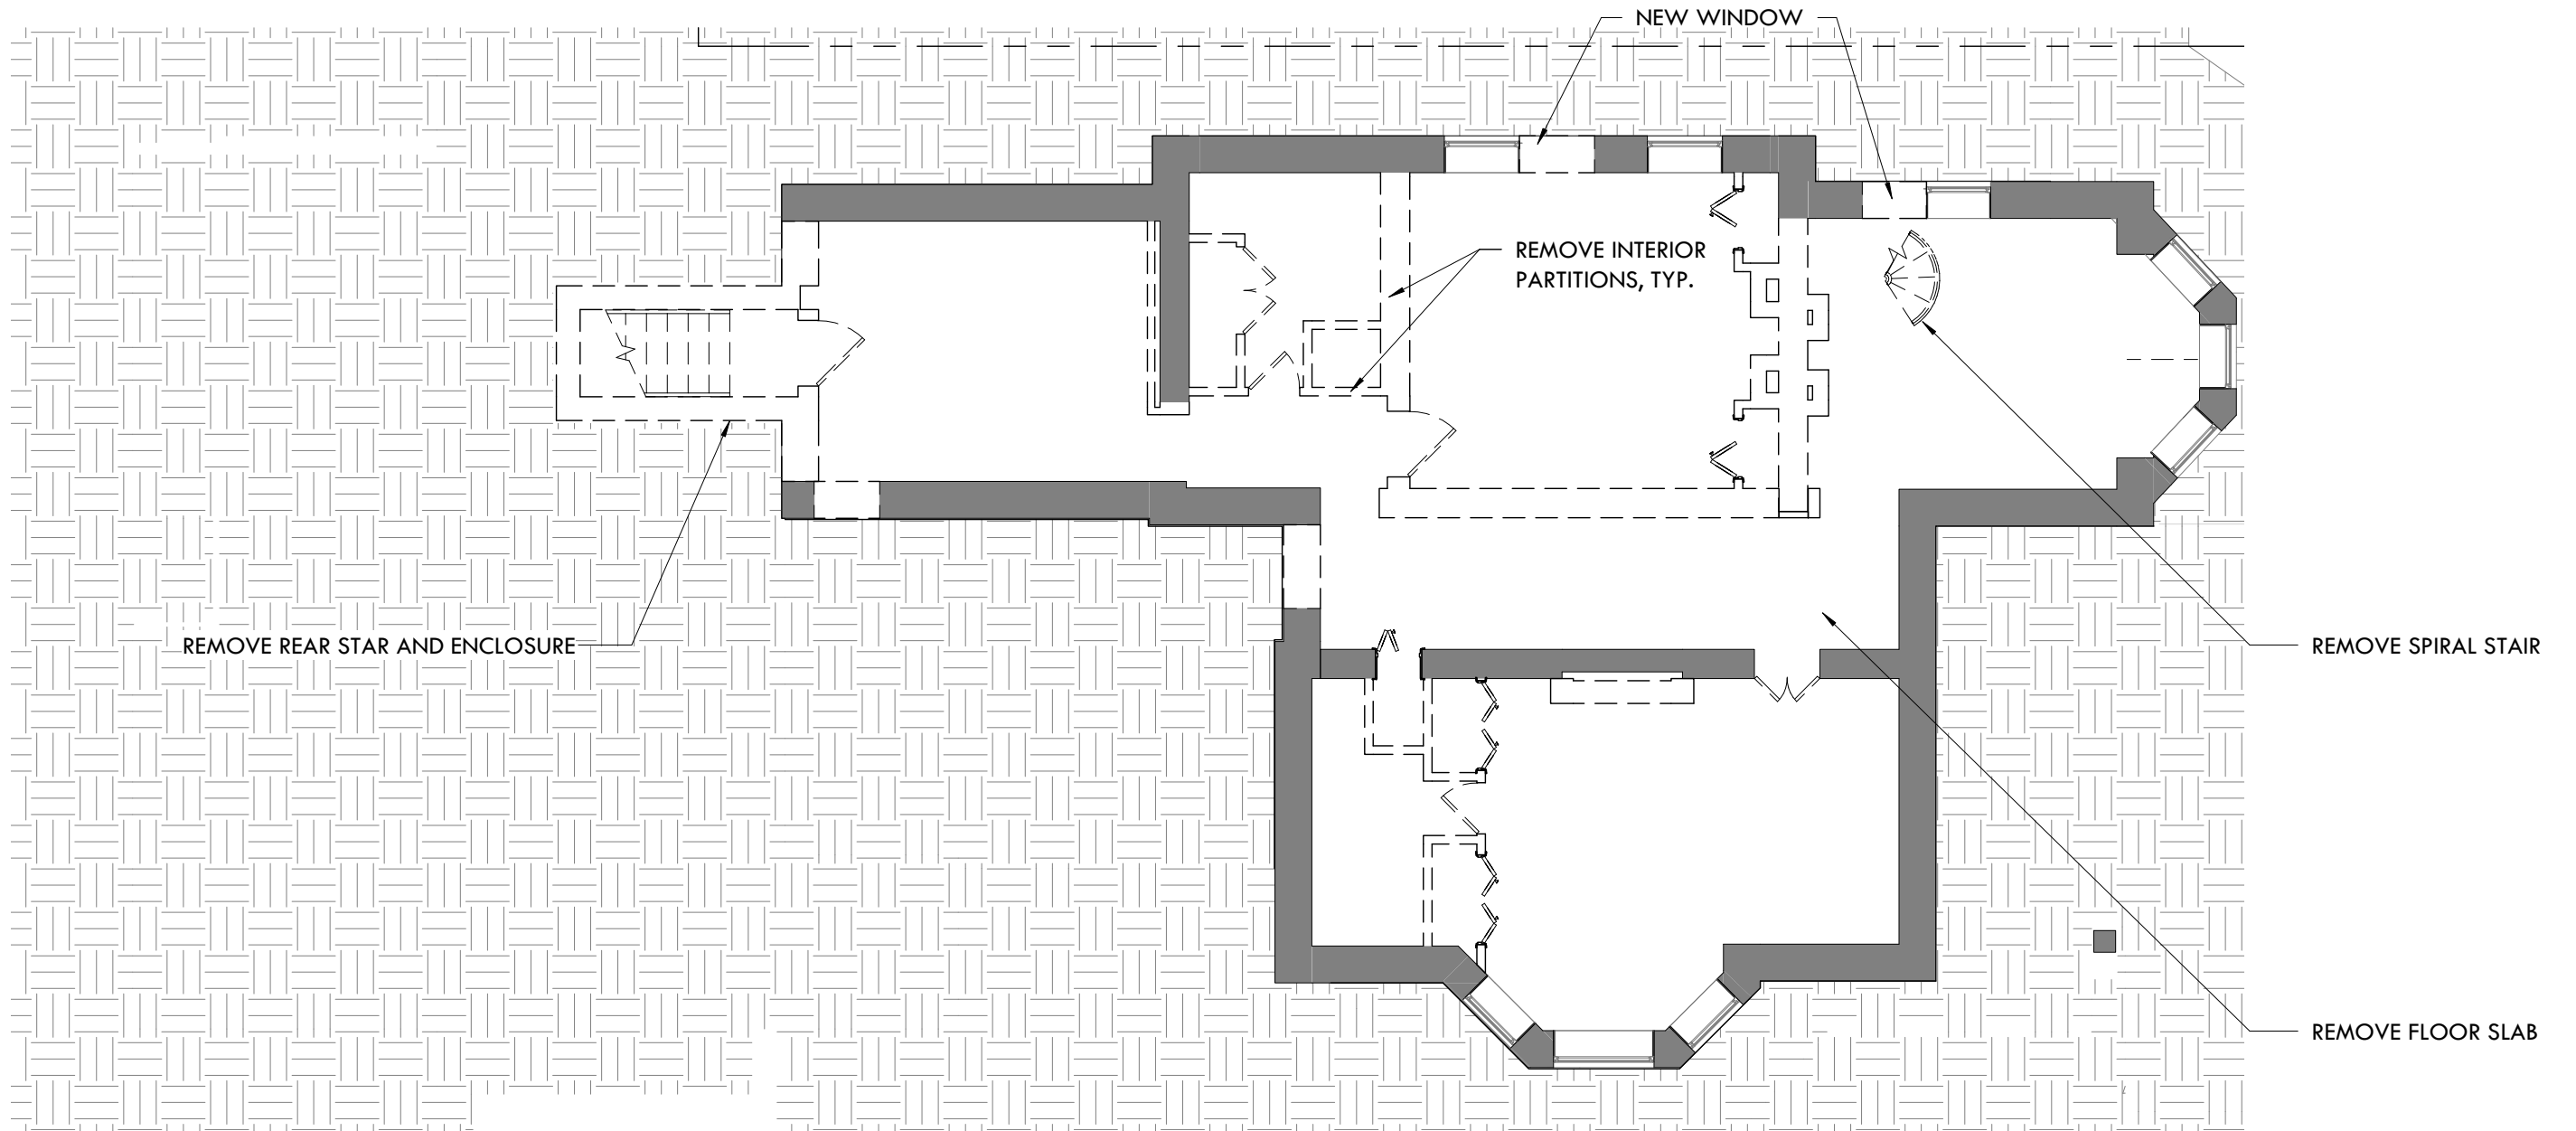 NEW WINDOW
REMOVE INTERIOR
PARTITIONS, TYP.
REMOVE REAR STAR AND ENCLOSURE
REMOVE SPIRAL STAIR
REMOVE FLOOR SLAB